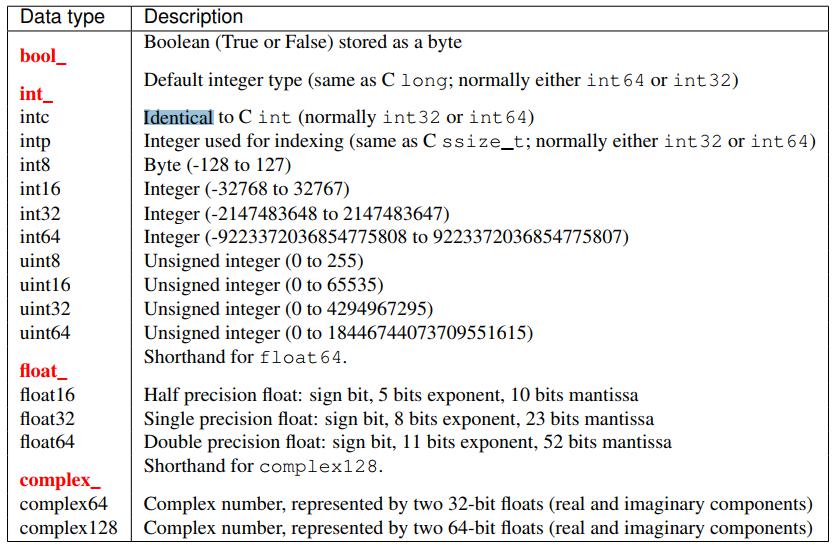 Data type Description
bool_ Boolean (True or False) stored as a byte
int_ Default integer type (same as C long; normally either int64 or int32)
intc Identical to C int (normally int32 or int64)
intp Integer used for indexing (same as C ssize_t; normally either int32 or int64)
int8 Byte (-128 to 127)
int16 Integer (-32768 to 32767)
int32 Integer (-2147483648 to 2147483647)
int64 Integer (-9223372036854775808 to 9223372036854775807)
uint8 Unsigned integer (0 to 255)
uint16 Unsigned integer (0 to 65535)
uint32 Unsigned integer (0 to 4294967295)
uint64 Unsigned integer (0 to 18446744073709551615)
float_ Shorthand for float64.
float16 Half precision float: sign bit, 5 bits exponent, 10 bits mantissa
float32 Single precision float: sign bit, 8 bits exponent, 23 bits mantissa
float64 Double precision float: sign bit, 11 bits exponent, 52 bits mantissa
complex_ Shorthand for complex128.
complex64 Complex number, represented by two 32-bit floats (real and imaginary components)
complex128 Complex number, represented by two 64-bit floats (real and imaginary components)